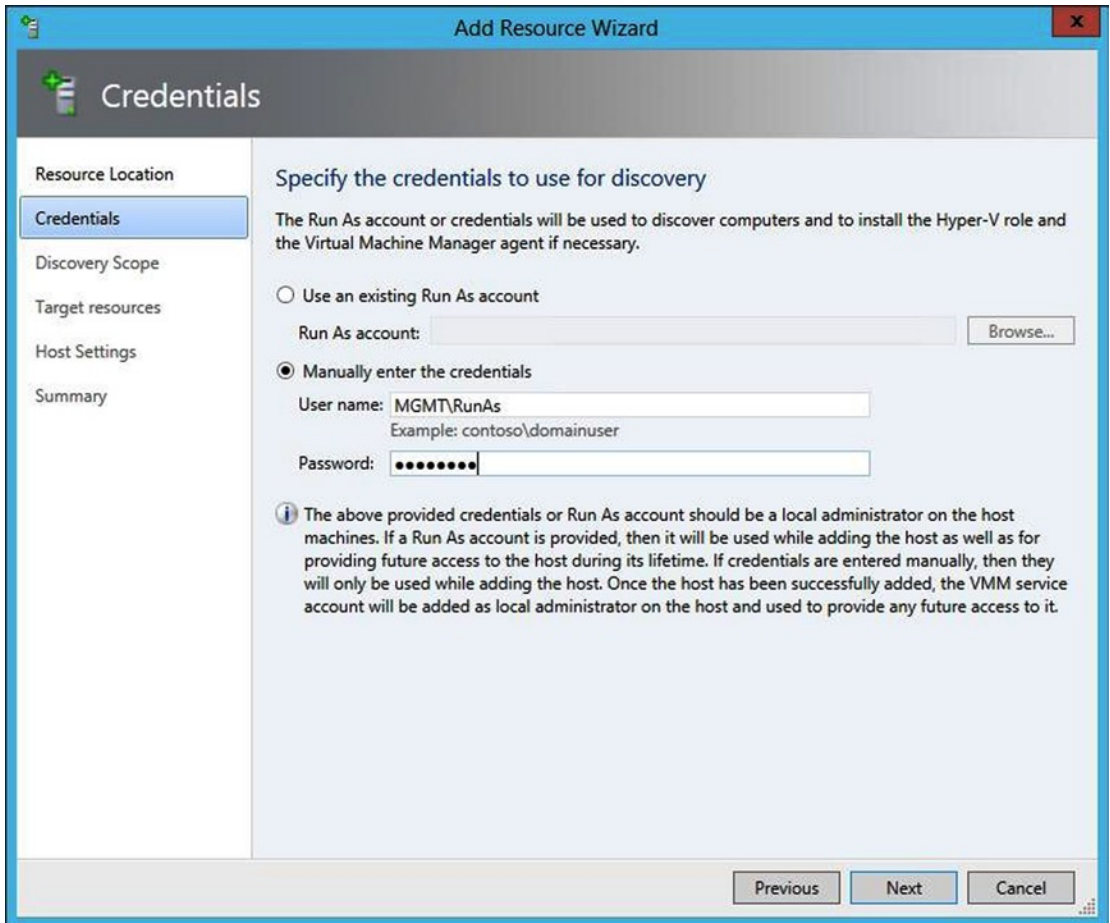 Add Resource Wizard
x
Credentials
Resource Location
Credentials
Discovery Scope
Target resources
Host Settings
Summary
Specify the credentials to use for discovery
The Run As account or credentials will be used to discover computers and to install the Hyper-V role and
the Virtual Machine Manager agent if necessary.
Use an existing Run As account
Run As account:
Browse...
Manually enter the credentials
User name: MGMT\RunAs
Example: contoso\domainuser
Password: ●●●●●●●●
The above provided credentials or Run As account should be a local administrator on the host
machines. If a Run As account is provided, then it will be used while adding the host as well as for
providing future access to the host during its lifetime. If credentials are entered manually, then they
will only be used while adding the host. Once the host has been successfully added, the VMM service
account will be added as local administrator on the host and used to provide any future access to it.
Previous
Next
Cancel